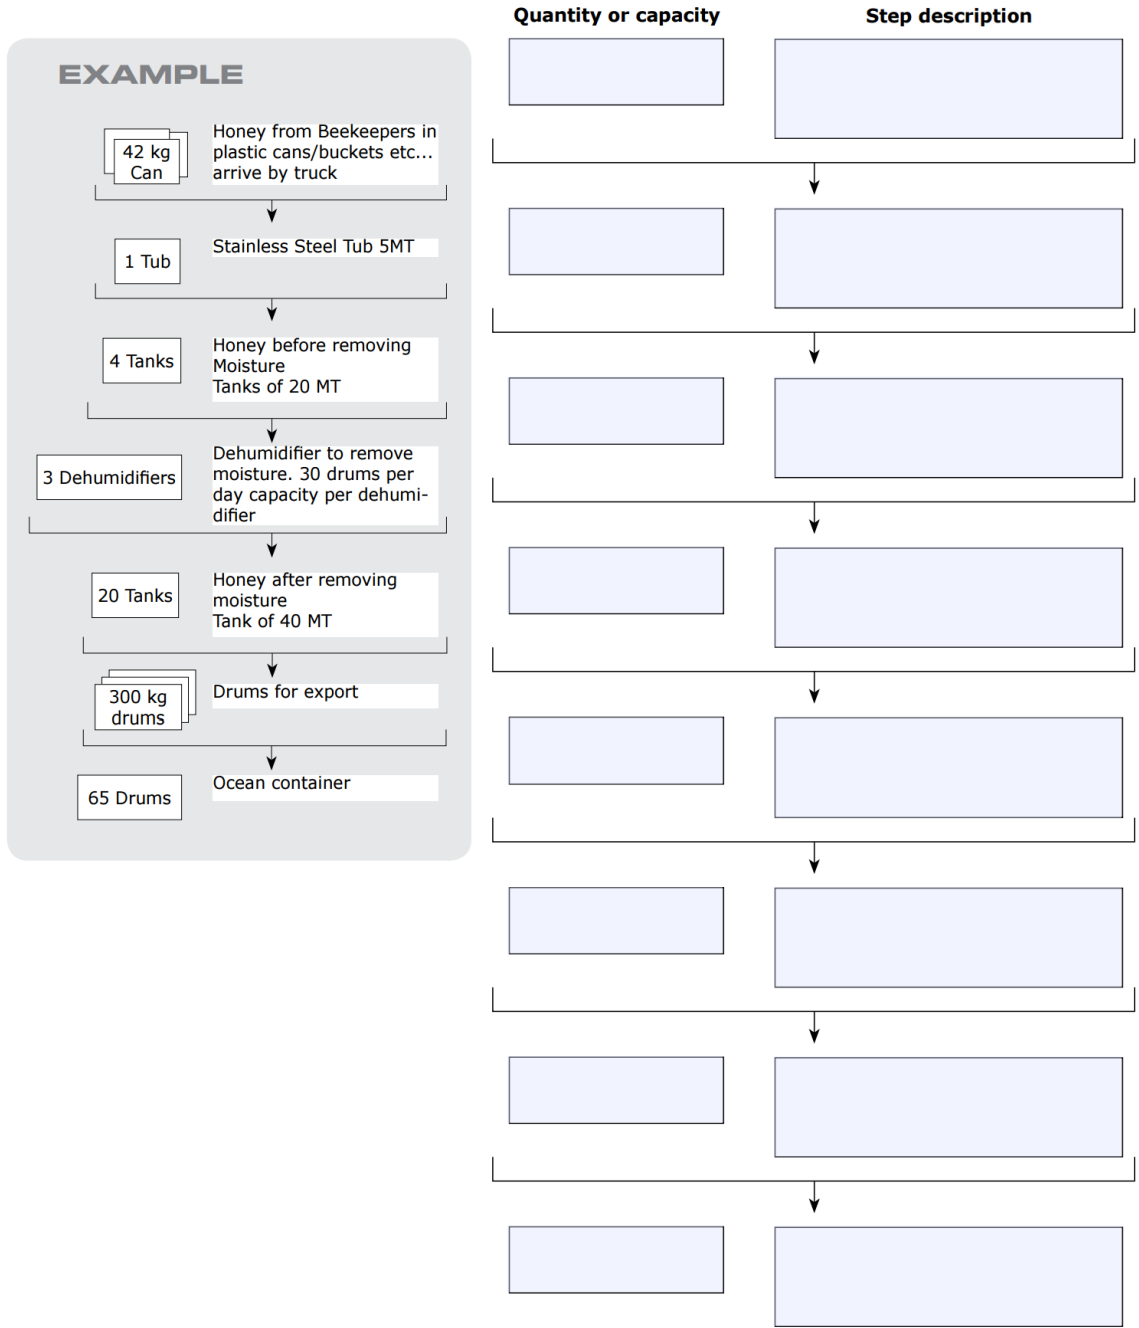 Quantity or capacity
Step description
EXAMPLE
42 kg
Can
Honey from Beekeepers in
plastic cans/buckets etc...
arrive by truck
1 Tub
Stainless Steel Tub 5MT
4 Tanks
Honey before removing
Moisture
Tanks of 20 MT
3 Dehumidifiers
Dehumidifier to remove
moisture. 30 drums per
day capacity per dehumi-
difier
20 Tanks
Honey after removing
moisture
Tank of 40 MT
300 kg
drums
Drums for export
65 Drums
Ocean container